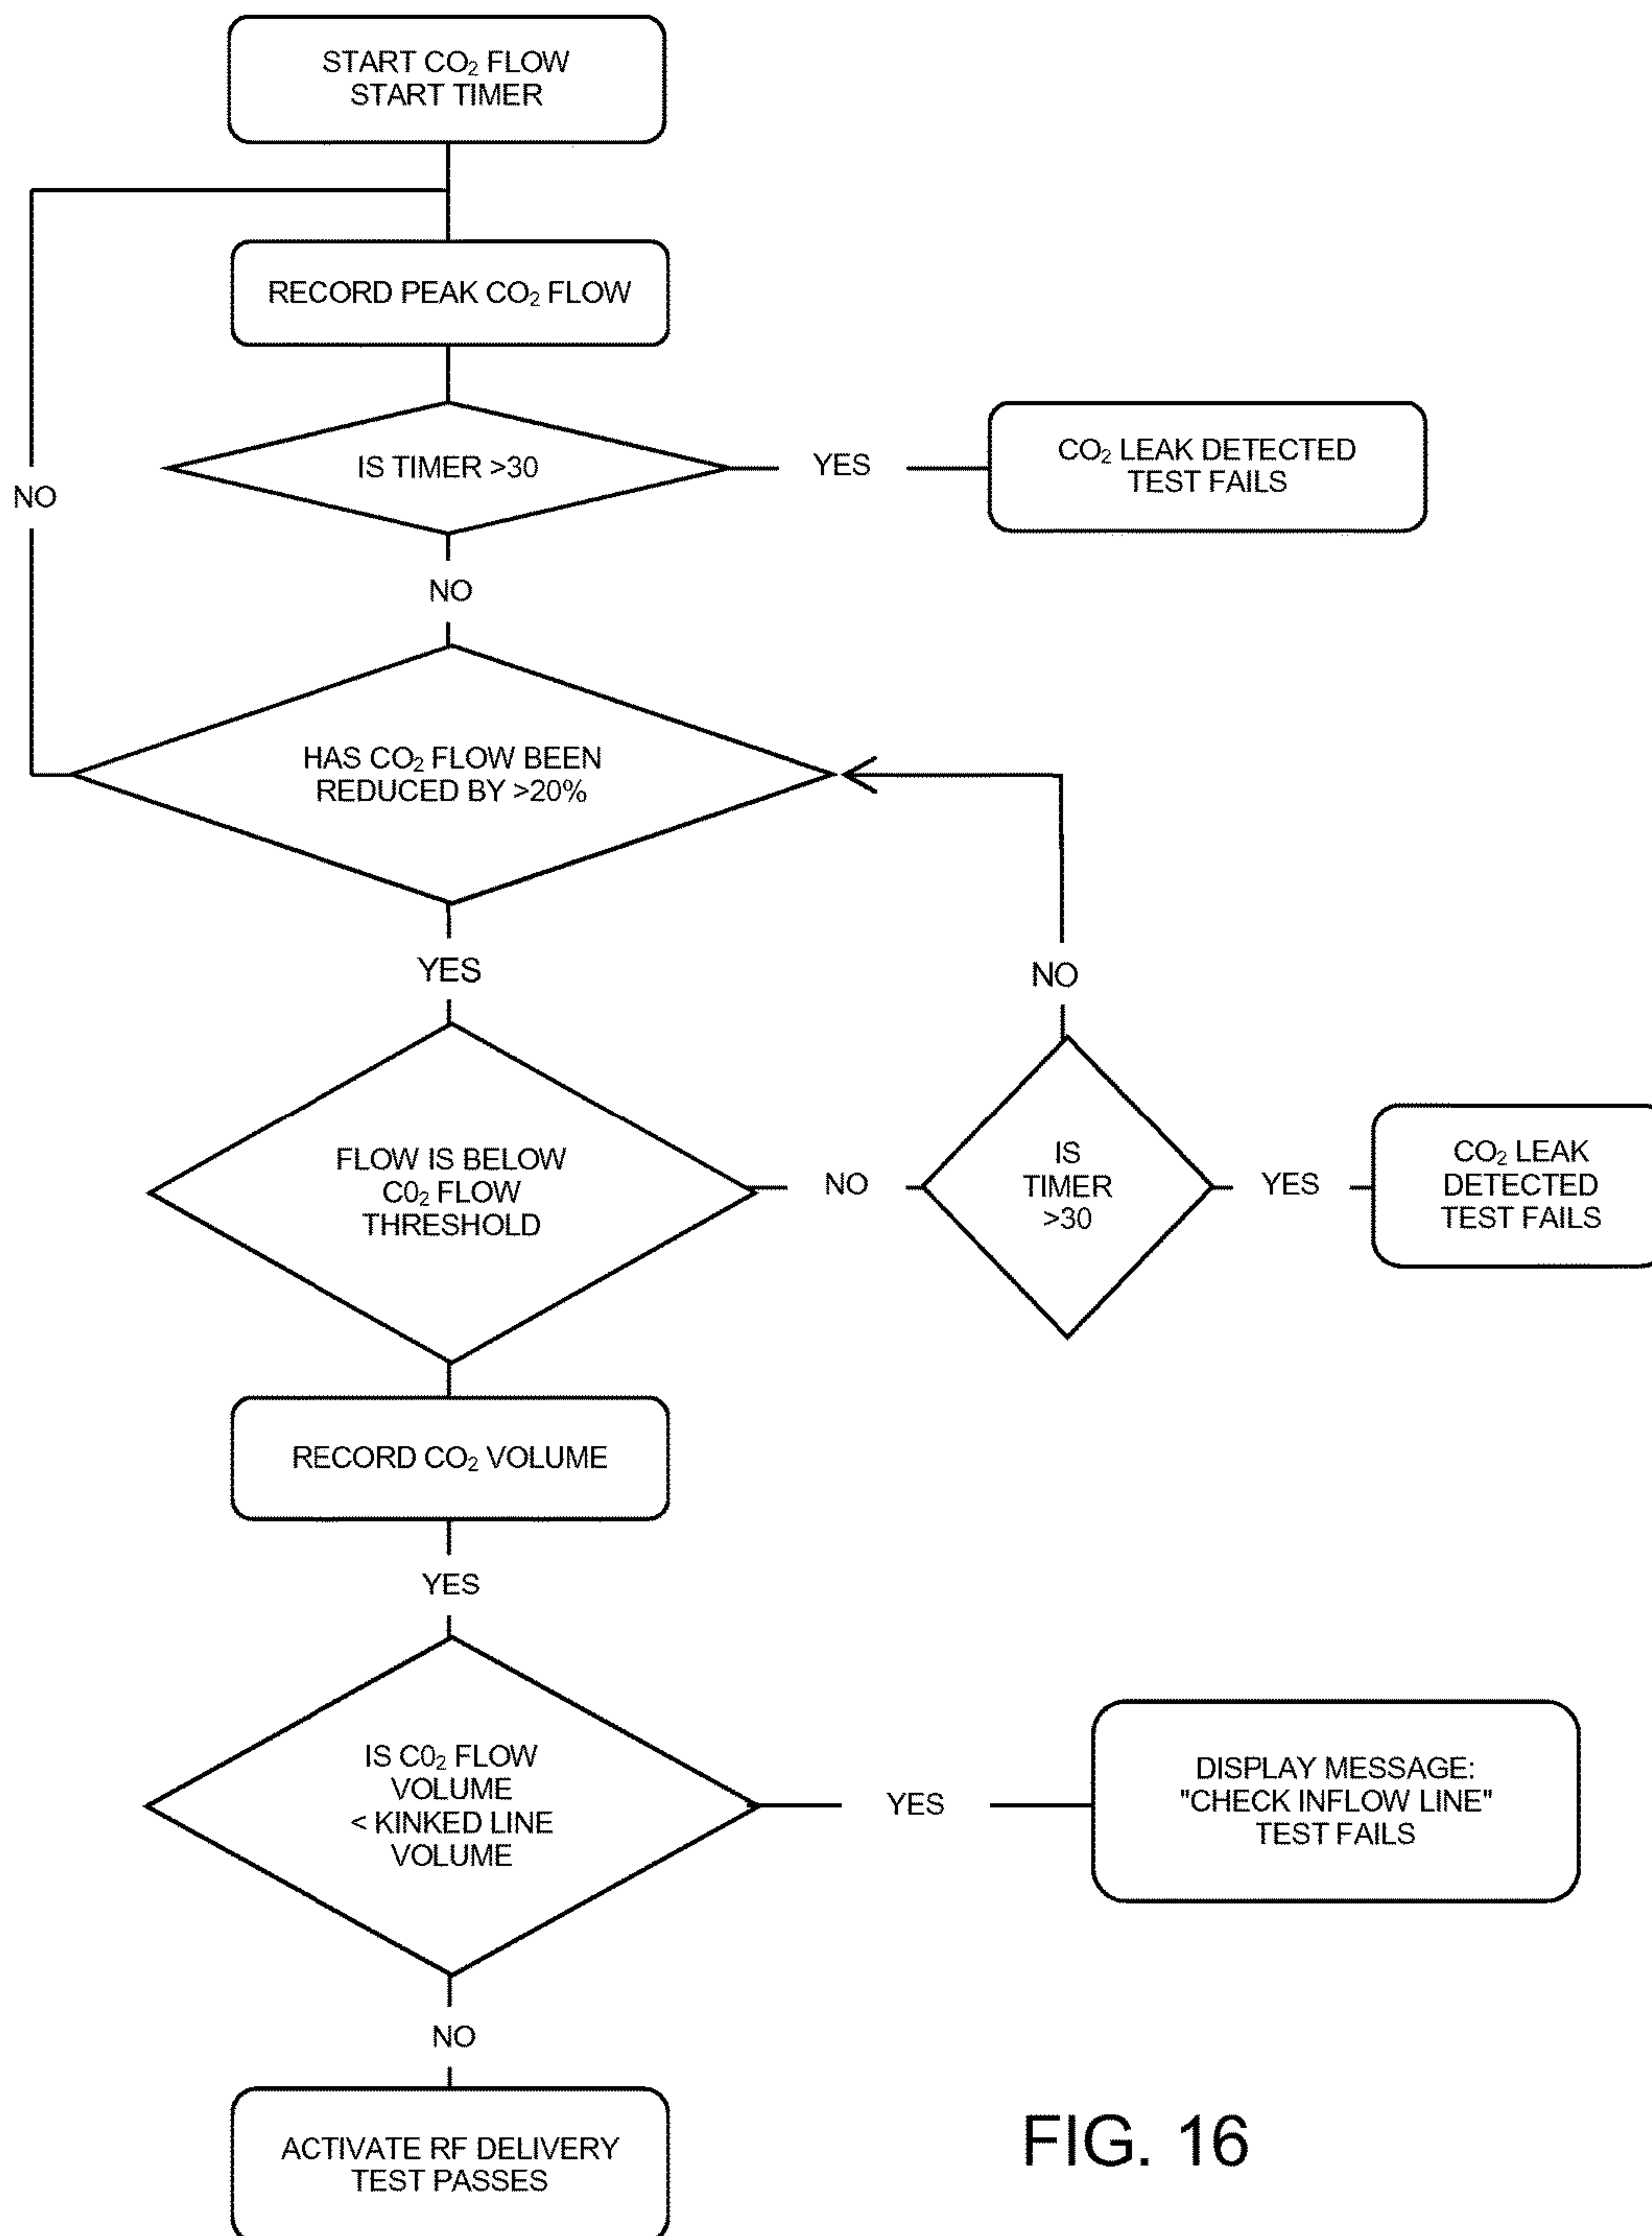 START CO₂ FLOW
START TIMER
RECORD PEAK CO₂ FLOW
IS TIMER >30
YES
CO₂ LEAK DETECTED
TEST FAILS
NO
NO
HAS CO₂ FLOW BEEN
REDUCED BY >20%
YES
NO
FLOW IS BELOW
C0₂ FLOW
THRESHOLD
NO
IS
TIMER
>30
YES
CO₂ LEAK
DETECTED
TEST FAILS
RECORD CO₂ VOLUME
YES
IS C0₂ FLOW
VOLUME
< KINKED LINE
VOLUME
YES
DISPLAY MESSAGE:
"CHECK INFLOW LINE"
TEST FAILS
NO
ACTIVATE RF DELIVERY
TEST PASSES
FIG. 16